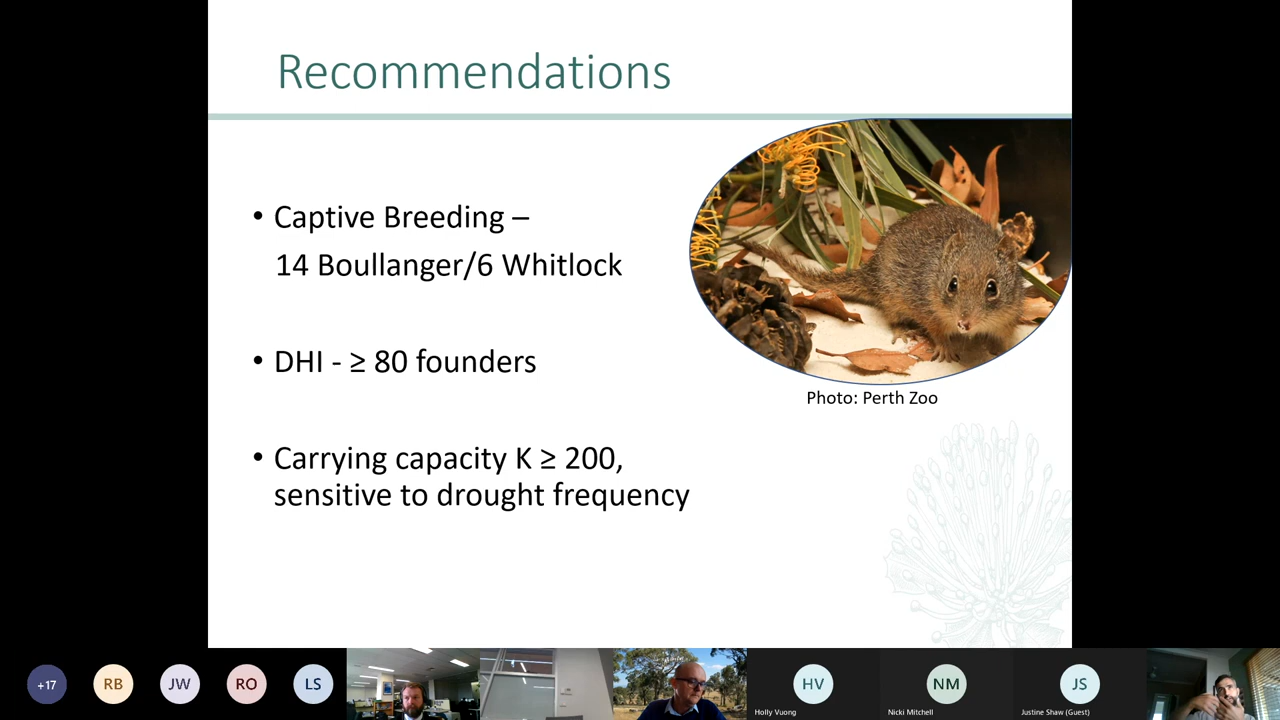 Recommendations
• Captive Breeding –
14 Boullanger/6 Whitlock
• DHI - ≥ 80 founders
• Carrying capacity K ≥ 200,
sensitive to drought frequency
Photo: Perth Zoo
+17
RB
JW
RO
LS
HV
NM
JS
Holly Vuong
Nicki Mitchell
Justine Shaw (Guest)